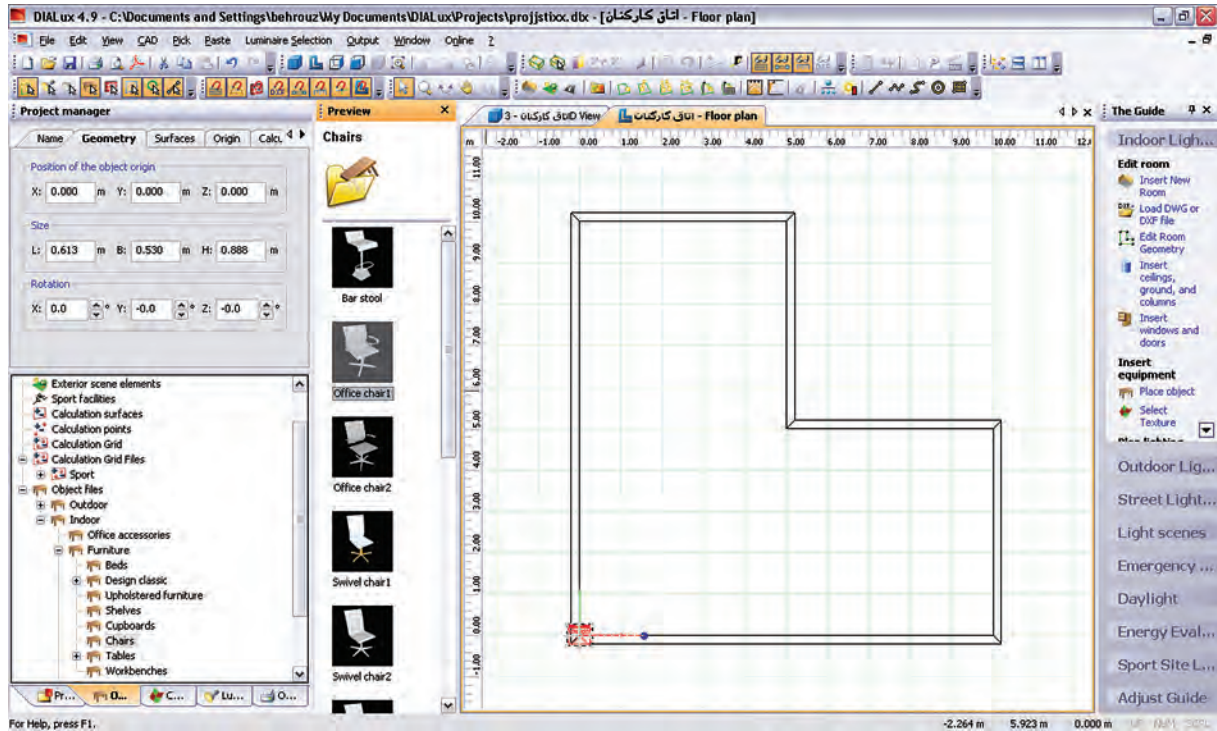 DIALux 4.9 - C:\Documents and Settings\behrouz\My Documents\DIALux\Projects\projjstixx.dlx - [اتاق کارکنان - Floor plan]
File Edit View CAD Pick Paste Luminaire Selection Output Window Online ?
Project manager
Name Geometry Surfaces Origin Calcu
Position of the object origin
X: 0.000 m Y: 0.000 m Z: 0.000 m
Size
L: 0.613 m B: 0.530 m H: 0.888 m
Rotation
X: 0.0 ° Y: -0.0 ° Z: -0.0 °
Exterior scene elements
Sport facilities
Calculation surfaces
Calculation points
Calculation Grid
Calculation Grid Files
Sport
Object files
Outdoor
Indoor
Office accessories
Furniture
Beds
Design classic
Upholstered furniture
Shelves
Cupboards
Chairs
Tables
Workbenches
Pr... O... C... Lu... O...
Preview
Chairs
Bar stool
Office chair1
Office chair2
Swivel chair1
Swivel chair2
3 - اتاق کارکنانD View
اتاق کارکنان - Floor plan
m -2.00 -1.00 0.00 1.00 2.00 3.00 4.00 5.00 6.00 7.00 8.00 9.00 10.00 11.00
11.00
10.00
9.00
8.00
7.00
6.00
5.00
4.00
3.00
2.00
1.00
0.00
-1.00
The Guide
Indoor Ligh...
Edit room
Insert New
Room
Load DWG or
DXF file
Edit Room
Geometry
Insert
ceilings,
ground, and
columns
Insert
windows and
doors
Insert
equipment
Place object
Select
Texture
Outdoor Lig...
Street Light...
Light scenes
Emergency ...
Daylight
Energy Eval...
Sport Site L...
Adjust Guide
For Help, press F1.
-2.264 m 5.923 m 0.000 m